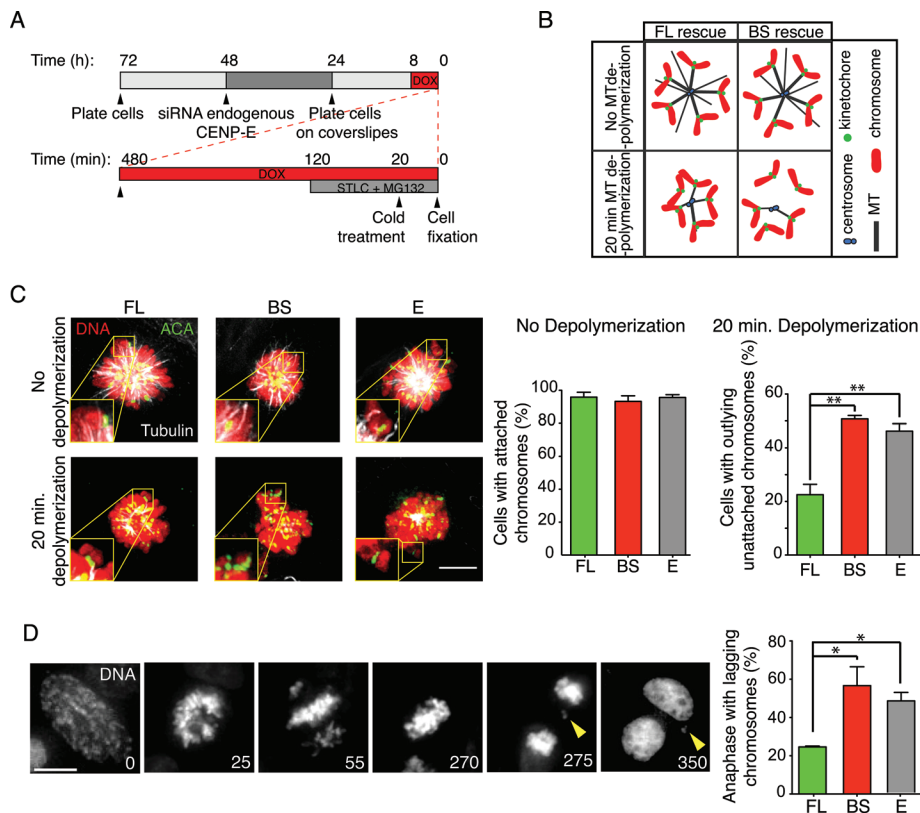 A
Time (h):
72 48 24 8 0
DOX
Plate cells
siRNA endogenous
CENP-E
Plate cells
on coverslipes
Time (min):
480 120 20 0
DOX
STLC + MG132
Cold
treatment
Cell
fixation
B
FL rescue BS rescue
No MTde-
-polymerization
20 min MT de-
-polymerization
kinetochore
chromosome
centrosome
MT
C
FL BS E
No
depolymerization
DNA ACA
Tubulin
20 min.
depolymerization
No Depolymerization
Cells with attached
chromosomes (%)
100
80
60
40
20
0
FL BS E
20 min. Depolymerization
Cells with outlying
unattached chromosomes (%)
60
40
20
0
**
**
FL BS E
D
DNA
0 25 55 270 275 350
Anaphase with lagging
chromosomes (%)
80
60
40
20
0
*
*
FL BS E